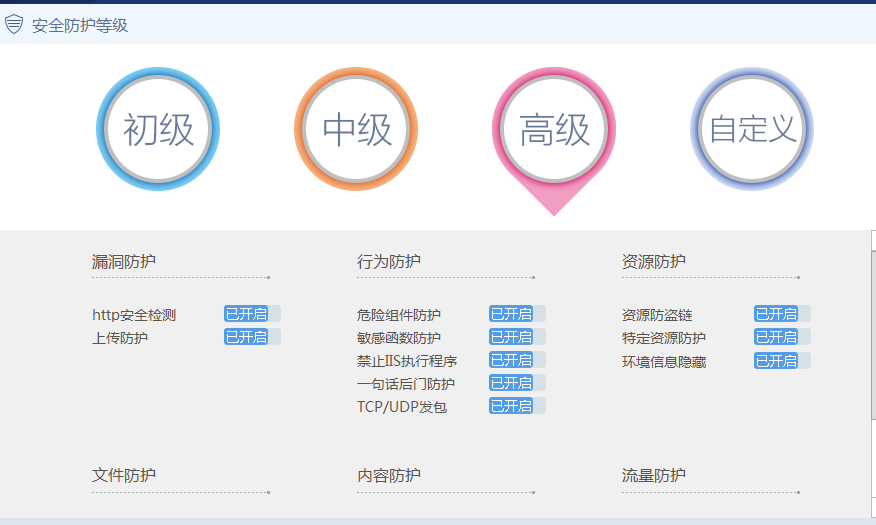 安全防护等级
初级
中级
高级
自定义
漏洞防护
http安全检测 已开启
上传防护 已开启
行为防护
危险组件防护 已开启
敏感函数防护 已开启
禁止IIS执行程序 已开启
一句话后门防护 已开启
TCP/UDP发包 已开启
资源防护
资源防盗链 已开启
特定资源防护 已开启
环境信息隐藏 已开启
文件防护
内容防护
流量防护